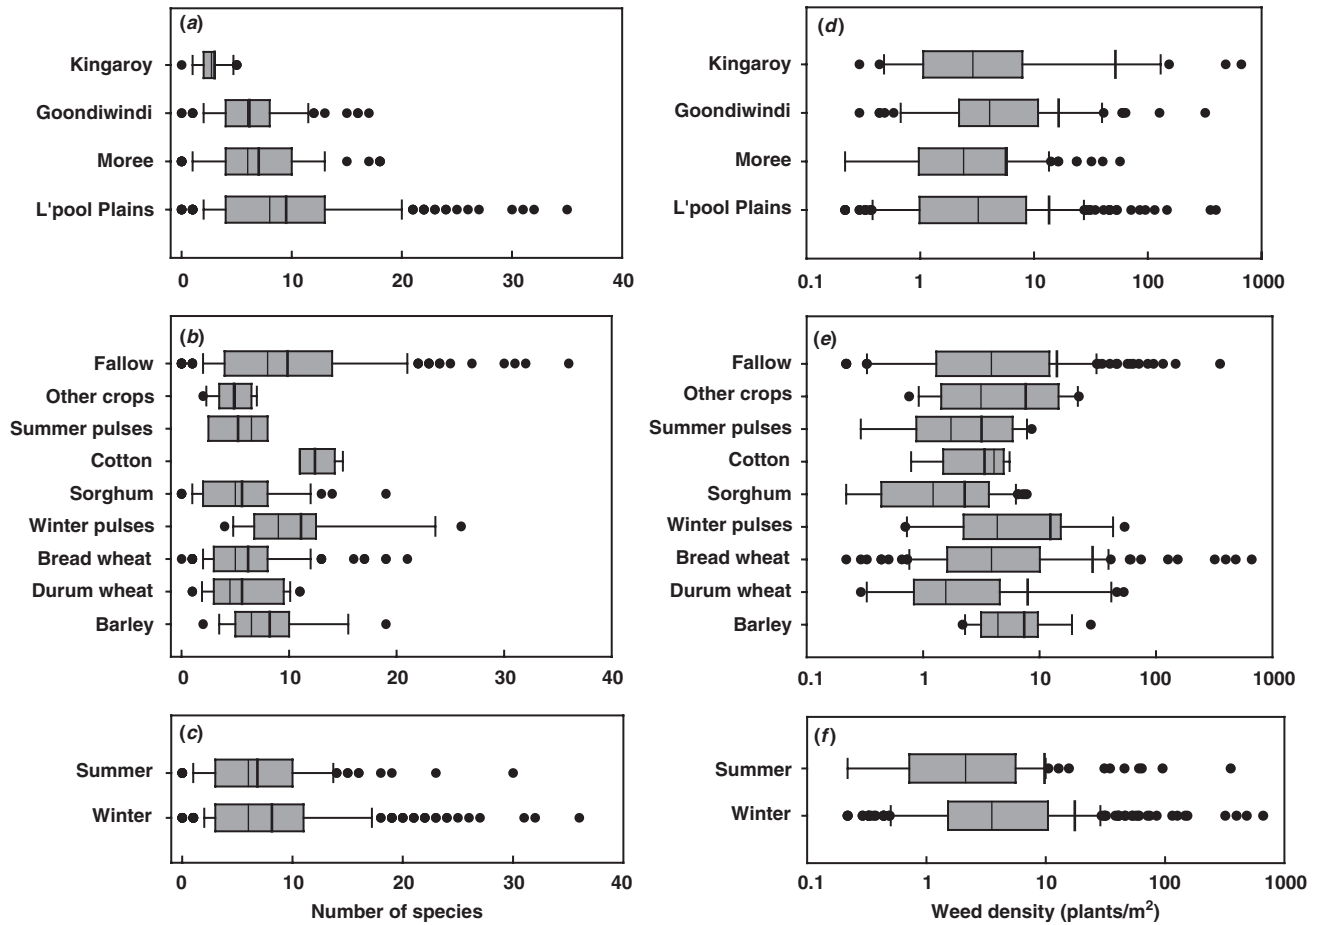 (a)
Kingaroy
Goondiwindi
Moree
L'pool Plains
0 10 20 30 40
(d)
Kingaroy
Goondiwindi
Moree
L'pool Plains
0.1 1 10 100 1000
(b)
Fallow
Other crops
Summer pulses
Cotton
Sorghum
Winter pulses
Bread wheat
Durum wheat
Barley
0 10 20 30 40
(e)
Fallow
Other crops
Summer pulses
Cotton
Sorghum
Winter pulses
Bread wheat
Durum wheat
Barley
0.1 1 10 100 1000
(c)
Summer
Winter
0 10 20 30 40
Number of species
(f)
Summer
Winter
0.1 1 10 100 1000
Weed density (plants/m²)